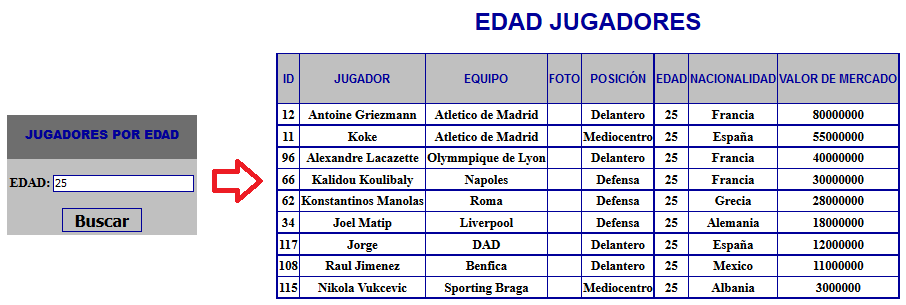 EDAD JUGADORES
JUGADORES POR EDAD
EDAD: 25
Buscar
ID JUGADOR EQUIPO FOTO POSICIÓN EDAD NACIONALIDAD VALOR DE MERCADO
12 Antoine Griezmann Atletico de Madrid Delantero 25 Francia 80000000
11 Koke Atletico de Madrid Mediocentro 25 España 55000000
96 Alexandre Lacazette Olymmpique de Lyon Delantero 25 Francia 40000000
66 Kalidou Koulibaly Napoles Defensa 25 Francia 30000000
62 Konstantinos Manolas Roma Defensa 25 Grecia 28000000
34 Joel Matip Liverpool Defensa 25 Alemania 18000000
117 Jorge DAD Delantero 25 España 12000000
108 Raul Jimenez Benfica Delantero 25 Mexico 11000000
115 Nikola Vukcevic Sporting Braga Mediocentro 25 Albania 3000000